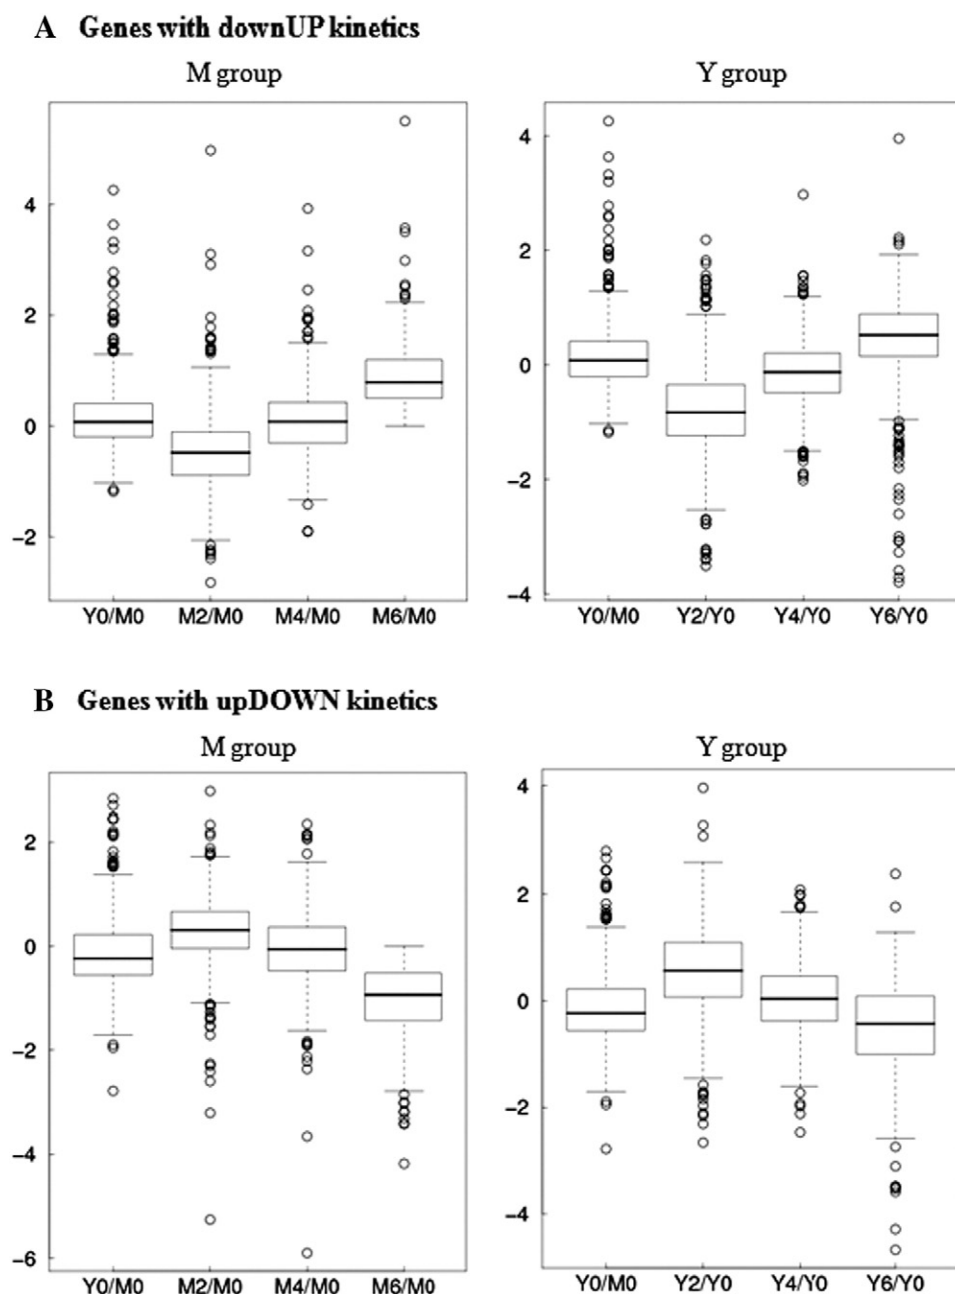 A Genes with downUP kinetics
M group
Y group
4
2
0
-2
4
2
0
-2
-4
Y0/M0 M2/M0 M4/M0 M6/M0
Y0/M0 Y2/Y0 Y4/Y0 Y6/Y0
B Genes with upDOWN kinetics
M group
Y group
2
0
-2
-4
-6
4
2
0
-2
-4
Y0/M0 M2/M0 M4/M0 M6/M0
Y0/M0 Y2/Y0 Y4/Y0 Y6/Y0